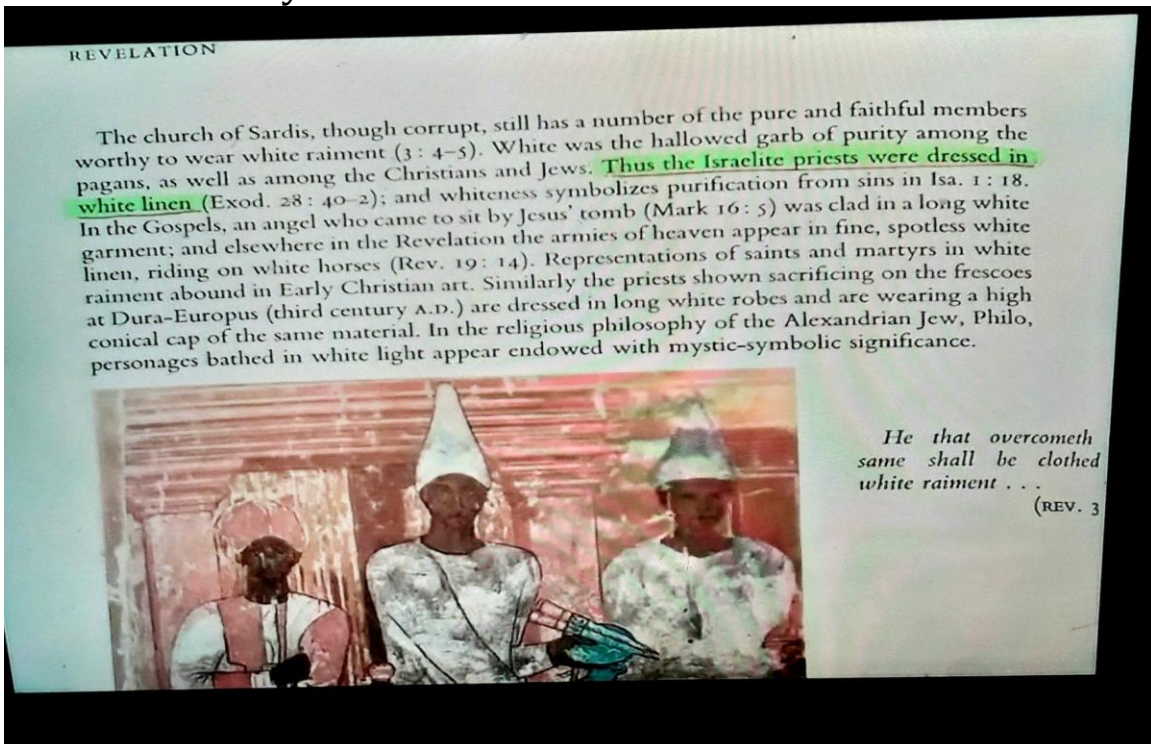 REVELATION
The church of Sardis, though corrupt, still has a number of the pure and faithful members
worthy to wear white raiment (3 : 4–5). White was the hallowed garb of purity among the
pagans, as well as among the Christians and Jews. Thus the Israelite priests were dressed in
white linen (Exod. 28 : 40–2); and whiteness symbolizes purification from sins in Isa. 1 : 18.
In the Gospels, an angel who came to sit by Jesus' tomb (Mark 16 : 5) was clad in a long white
garment; and elsewhere in the Revelation the armies of heaven appear in fine, spotless white
linen, riding on white horses (Rev. 19 : 14). Representations of saints and martyrs in white
raiment abound in Early Christian art. Similarly the priests shown sacrificing on the frescoes
at Dura-Europus (third century A.D.) are dressed in long white robes and are wearing a high
conical cap of the same material. In the religious philosophy of the Alexandrian Jew, Philo,
personages bathed in white light appear endowed with mystic-symbolic significance.
He that overcometh
same shall be clothed
white raiment . . .
(REV. 3